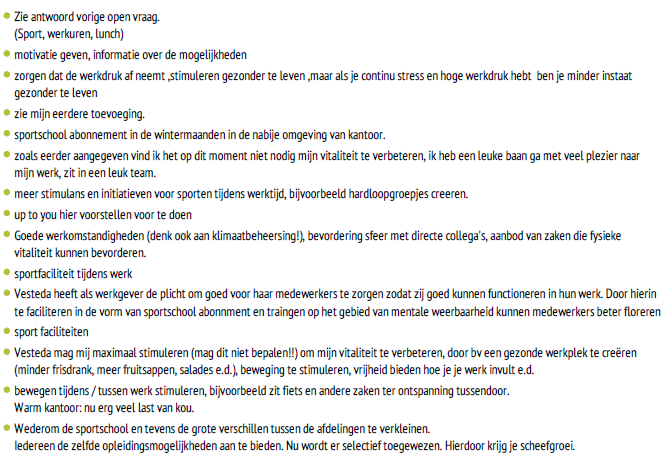 Zie antwoord vorige open vraag.
(Sport, werkuren, lunch)
motivatie geven, informatie over de mogelijkheden
zorgen dat de werkdruk af neemt ,stimuleren gezonder te leven ,maar als je continu stress en hoge werkdruk hebt ben je minder instaat
gezonder te leven
zie mijn eerdere toevoeging.
sportschool abonnement in de wintermaanden in de nabije omgeving van kantoor.
zoals eerder aangegeven vind ik het op dit moment niet nodig mijn vitaliteit te verbeteren, ik heb een leuke baan ga met veel plezier naar
mijn werk, zit in een leuk team.
meer stimulans en initiatieven voor sporten tijdens werktijd, bijvoorbeeld hardloopgroepjes creeren.
up to you hier voorstellen voor te doen
Goede werkomstandigheden (denk ook aan klimaatbeheersing!), bevordering sfeer met directe collega's, aanbod van zaken die fysieke
vitaliteit kunnen bevorderen.
sportfaciliteit tijdens werk
Vesteda heeft als werkgever de plicht om goed voor haar medewerkers te zorgen zodat zij goed kunnen functioneren in hun werk. Door hierin
te faciliteren in de vorm van sportschool abonnment en traingen op het gebied van mentale weerbaarheid kunnen medewerkers beter floreren
sport faciliteiten
Vesteda mag mij maximaal stimuleren (mag dit niet bepalen!!) om mijn vitaliteit te verbeteren, door bv een gezonde werkplek te creëren
(minder frisdrank, meer fruitsappen, salades e.d.), beweging te stimuleren, vrijheid bieden hoe je je werk invult e.d.
bewegen tijdens / tussen werk stimuleren, bijvoorbeeld zit fiets en andere zaken ter ontspanning tussendoor.
Warm kantoor: nu erg veel last van kou.
Wederom de sportschool en tevens de grote verschillen tussen de afdelingen te verkleinen.
Iedereen de zelfde opleidingsmogelijkheden aan te bieden. Nu wordt er selectief toegewezen. Hierdoor krijg je scheefgroei.